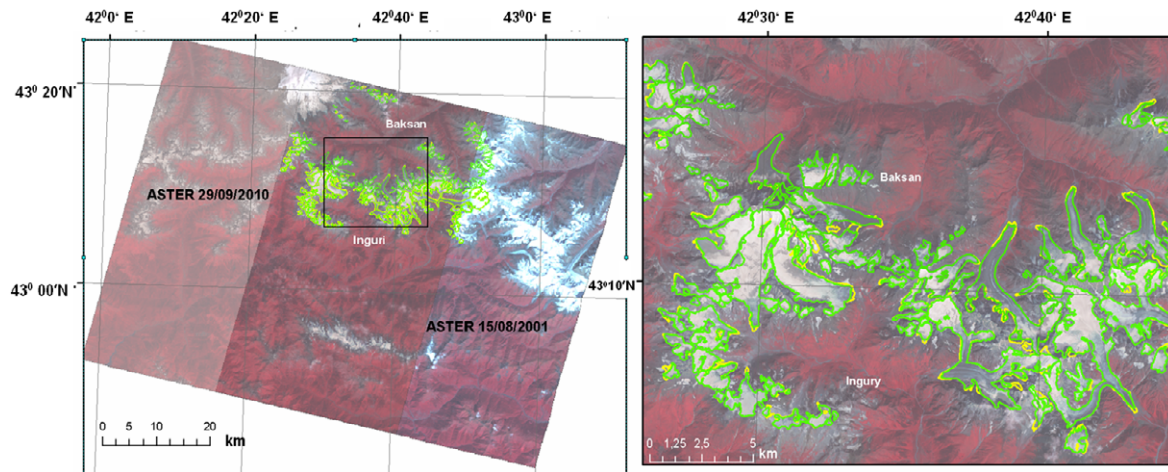 42⁰0' E
42⁰20' E
42⁰40' E
43⁰0' E
43⁰ 20'N
43⁰ 00'N
Baksan
ASTER 29/09/2010
Inguri
ASTER 15/08/2001
0 10 20
km
42⁰30' E
42⁰40' E
43⁰10'N
Baksan
Ingury
0 1.25 2.5 5
km